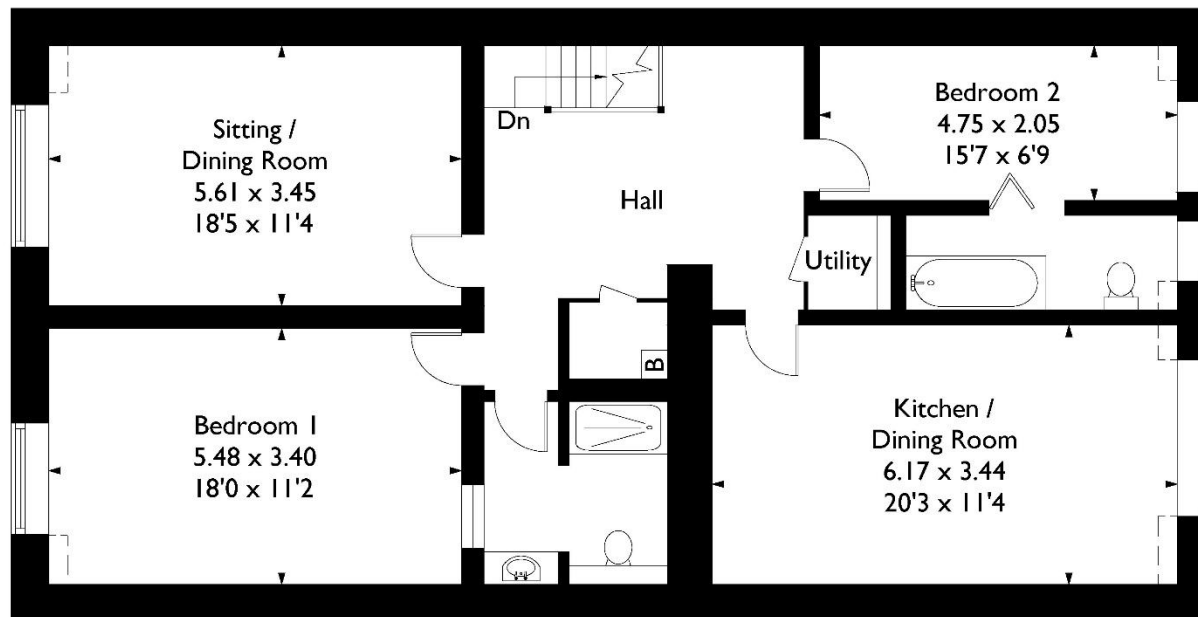 Sitting /
Dining Room
5.61 x 3.45
18'5 x 11'4
Dn
Hall
Bedroom 2
4.75 x 2.05
15'7 x 6'9
Utility
B
Bedroom 1
5.48 x 3.40
18'0 x 11'2
Kitchen /
Dining Room
6.17 x 3.44
20'3 x 11'4